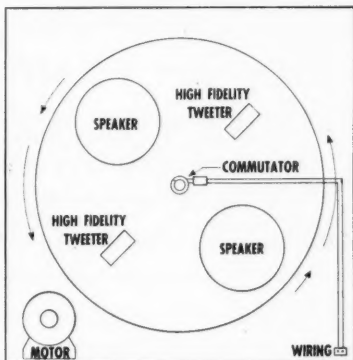 HIGH FIDELITY
TWEETER
SPEAKER
COMMUTATOR
HIGH FIDELITY
TWEETER
SPEAKER
MOTOR
WIRING